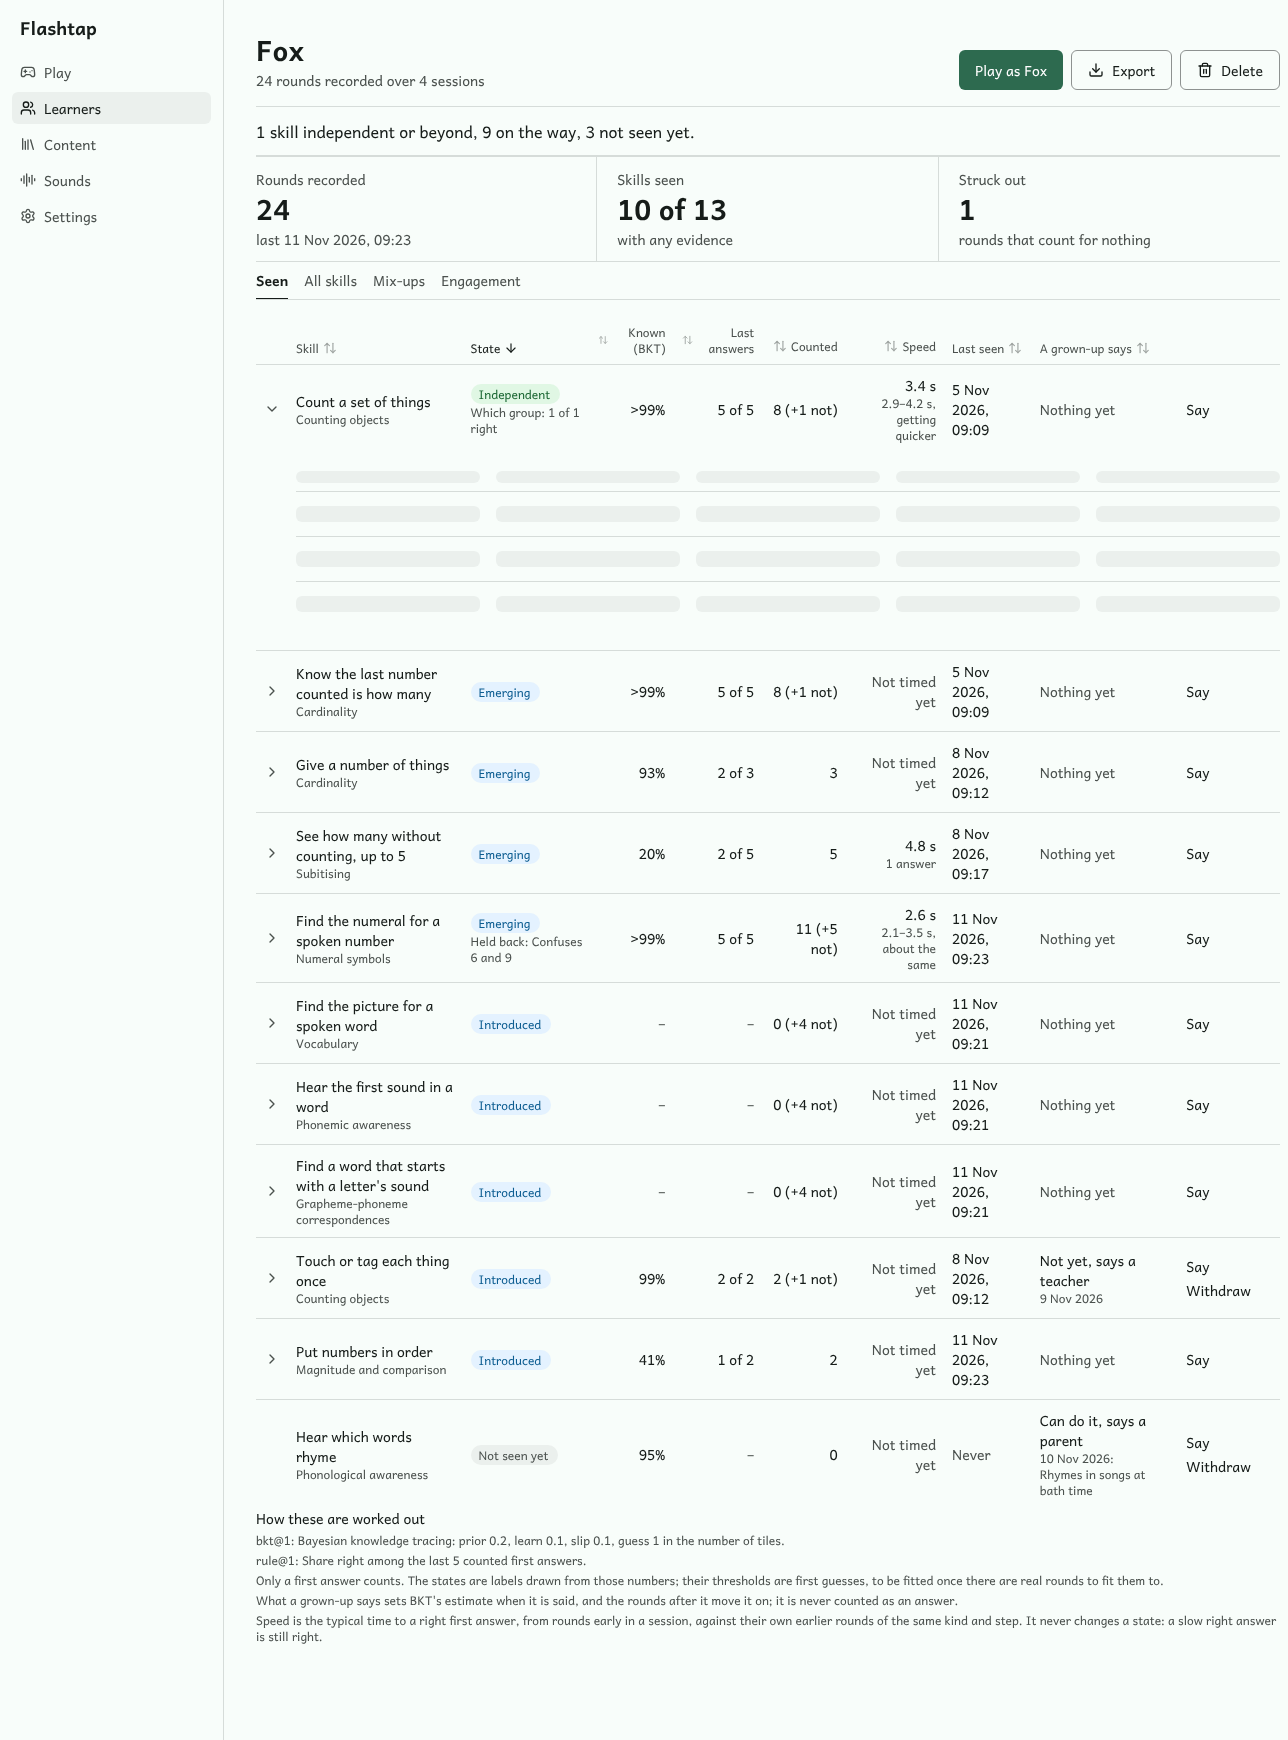 Flashtap
Play
Learners
Content
Sounds
Settings
Fox
24 rounds recorded over 4 sessions
Play as Fox
Export
Delete
1 skill independent or beyond, 9 on the way, 3 not seen yet.
Rounds recorded
24
last 11 Nov 2026, 09:23
Skills seen
10 of 13
with any evidence
Struck out
1
rounds that count for nothing
Seen
All skills
Mix-ups
Engagement
Skill
State
Known
(BKT)
Last
answers
Counted
Speed
Last seen
A grown-up says
Count a set of things
Counting objects
Independent
Which group: 1 of 1
right
>99%
5 of 5
8 (+1 not)
3.4 s
2.9–4.2 s,
getting
quicker
5 Nov
2026,
09:09
Nothing yet
Say
Know the last number
counted is how many
Cardinality
Emerging
>99%
5 of 5
8 (+1 not)
Not timed
yet
5 Nov
2026,
09:09
Nothing yet
Say
Give a number of things
Cardinality
Emerging
93%
2 of 3
3
Not timed
yet
8 Nov
2026,
09:12
Nothing yet
Say
See how many without
counting, up to 5
Subitising
Emerging
20%
2 of 5
5
4.8 s
1 answer
8 Nov
2026,
09:17
Nothing yet
Say
Find the numeral for a
spoken number
Numeral symbols
Emerging
Held back: Confuses
6 and 9
>99%
5 of 5
11 (+5
not)
2.6 s
2.1–3.5 s,
about the
same
11 Nov
2026,
09:23
Nothing yet
Say
Find the picture for a
spoken word
Vocabulary
Introduced
–
–
0 (+4 not)
Not timed
yet
11 Nov
2026,
09:21
Nothing yet
Say
Hear the first sound in a
word
Phonemic awareness
Introduced
–
–
0 (+4 not)
Not timed
yet
11 Nov
2026,
09:21
Nothing yet
Say
Find a word that starts
with a letter's sound
Grapheme-phoneme
correspondences
Introduced
–
–
0 (+4 not)
Not timed
yet
11 Nov
2026,
09:21
Nothing yet
Say
Touch or tag each thing
once
Counting objects
Introduced
99%
2 of 2
2 (+1 not)
Not timed
yet
8 Nov
2026,
09:12
Not yet, says a
teacher
9 Nov 2026
Say
Withdraw
Put numbers in order
Magnitude and comparison
Introduced
41%
1 of 2
2
Not timed
yet
11 Nov
2026,
09:23
Nothing yet
Say
Hear which words
rhyme
Phonological awareness
Not seen yet
95%
–
0
Not timed
yet
Never
Can do it, says a
parent
10 Nov 2026:
Rhymes in songs at
bath time
Say
Withdraw
How these are worked out
bkt@1: Bayesian knowledge tracing: prior 0.2, learn 0.1, slip 0.1, guess 1 in the number of tiles.
rule@1: Share right among the last 5 counted first answers.
Only a first answer counts. The states are labels drawn from those numbers; their thresholds are first guesses, to be fitted once there are real rounds to fit them to.
What a grown-up says sets BKT's estimate when it is said, and the rounds after it move it on; it is never counted as an answer.
Speed is the typical time to a right first answer, from rounds early in a session, against their own earlier rounds of the same kind and step. It never changes a state: a slow right answer
is still right.